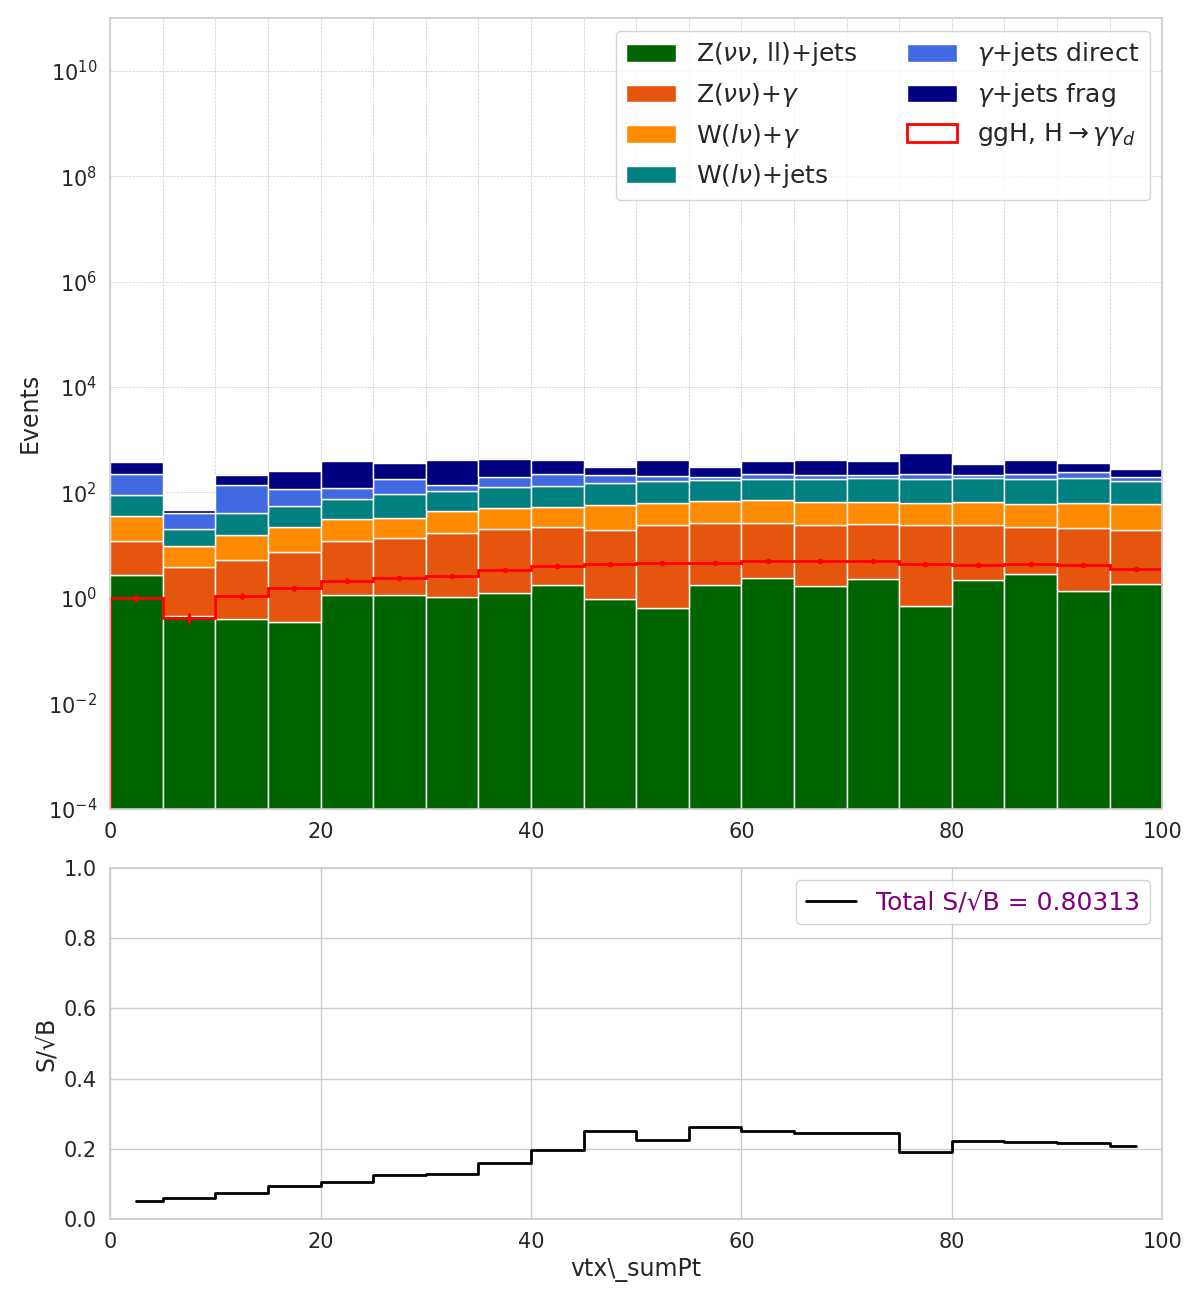 Z(νν, ll)+jets
Z(νν)+γ
W(lν)+γ
W(lν)+jets
γ+jets direct
γ+jets frag
ggH, H→γγ_d
Events
10^10
10^8
10^6
10^4
10^2
10^0
10^−2
10^−4
0 20 40 60 80 100
Total S/√B = 0.80313
S/√B
1.0
0.8
0.6
0.4
0.2
0.0
0 20 40 60 80 100
vtx\_sumPt